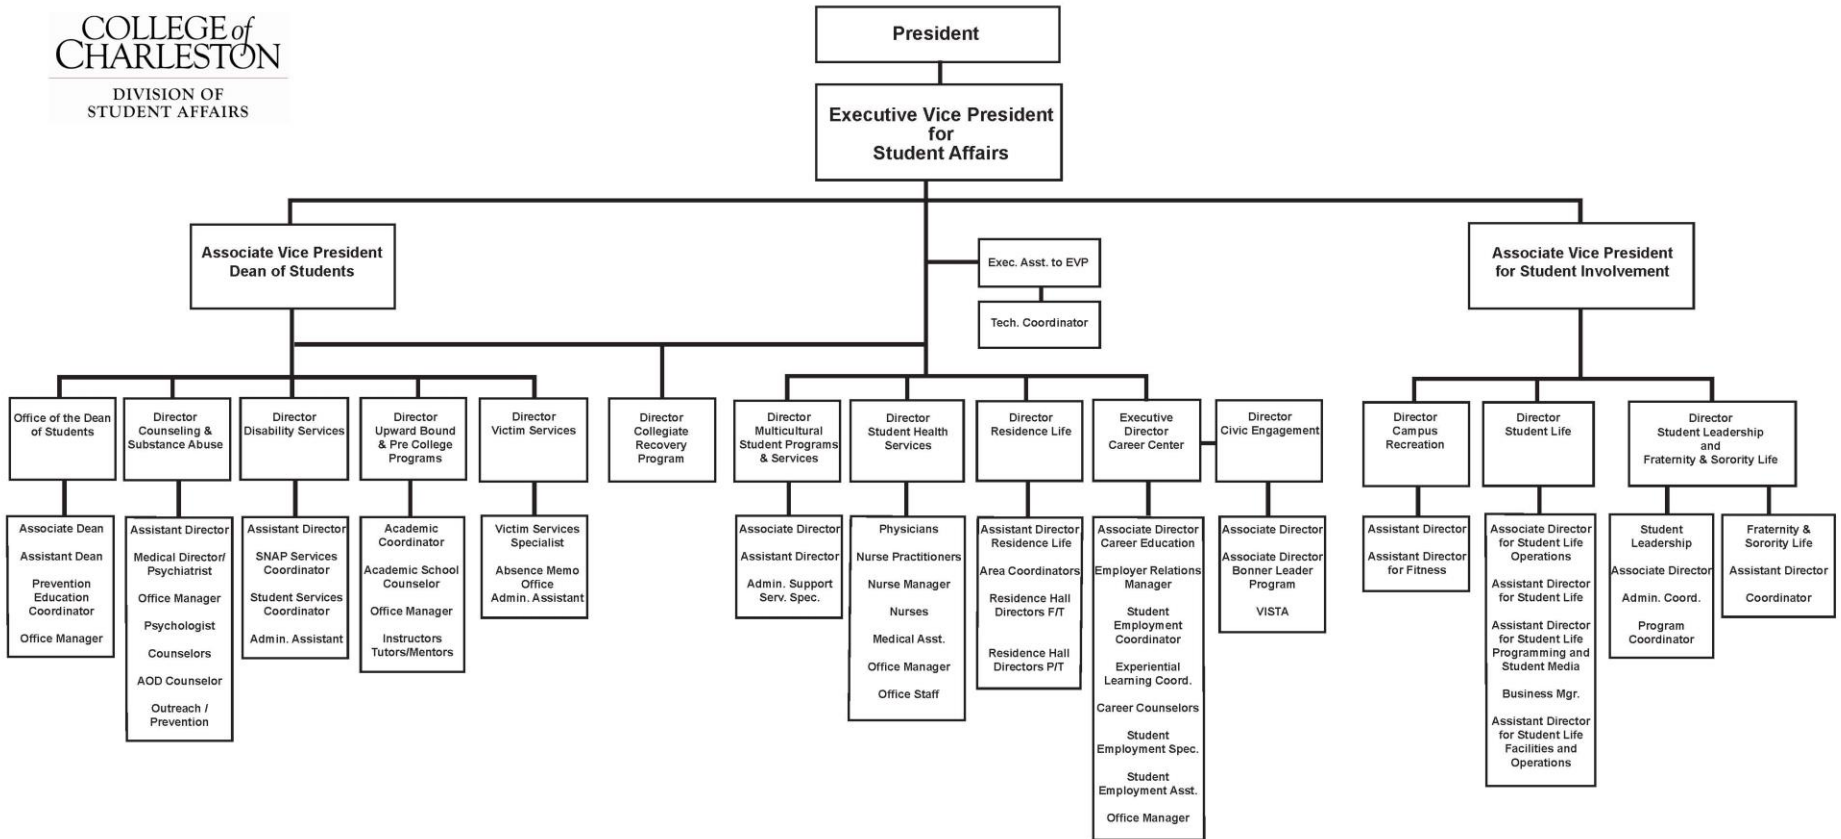 COLLEGE of
CHARLESTON
DIVISION OF
STUDENT AFFAIRS
President
Executive Vice President
for
Student Affairs
Associate Vice President
Dean of Students
Exec. Asst. to EVP
Tech. Coordinator
Associate Vice President
for Student Involvement
Office of the Dean
of Students
Director
Counseling &
Substance Abuse
Director
Disability Services
Director
Upward Bound
& Pre College
Programs
Director
Victim Services
Director
Collegiate
Recovery
Program
Director
Multicultural
Student Programs
& Services
Director
Student Health
Services
Director
Residence Life
Executive
Director
Career Center
Director
Civic Engagement
Director
Campus
Recreation
Director
Student Life
Director
Student Leadership
and
Fraternity & Sorority Life
Associate Dean
Assistant Dean
Prevention
Education
Coordinator
Office Manager
Assistant Director
Medical Director/
Psychiatrist
Office Manager
Psychologist
Counselors
AOD Counselor
Outreach /
Prevention
Assistant Director
SNAP Services
Coordinator
Student Services
Coordinator
Admin. Assistant
Academic
Coordinator
Academic School
Counselor
Office Manager
Instructors
Tutors/Mentors
Victim Services
Specialist
Absence Memo
Office
Admin. Assistant
Associate Director
Assistant Director
Admin. Support
Serv. Spec.
Physicians
Nurse Practitioners
Nurse Manager
Nurses
Medical Asst.
Office Manager
Office Staff
Assistant Director
Residence Life
Area Coordinators
Residence Hall
Directors F/T
Residence Hall
Directors P/T
Associate Director
Career Education
Employer Relations
Manager
Student
Employment
Coordinator
Experiential
Learning Coord.
Career Counselors
Student
Employment Spec.
Student
Employment Asst.
Office Manager
Associate Director
Associate Director
Bonner Leader
Program
VISTA
Assistant Director
Assistant Director
for Fitness
Associate Director
for Student Life
Operations
Assistant Director
for Student Life
Assistant Director
for Student Life
Programming and
Student Media
Business Mgr.
Assistant Director
for Student Life
Facilities and
Operations
Student
Leadership
Associate Director
Admin. Coord.
Program
Coordinator
Fraternity &
Sorority Life
Assistant Director
Coordinator